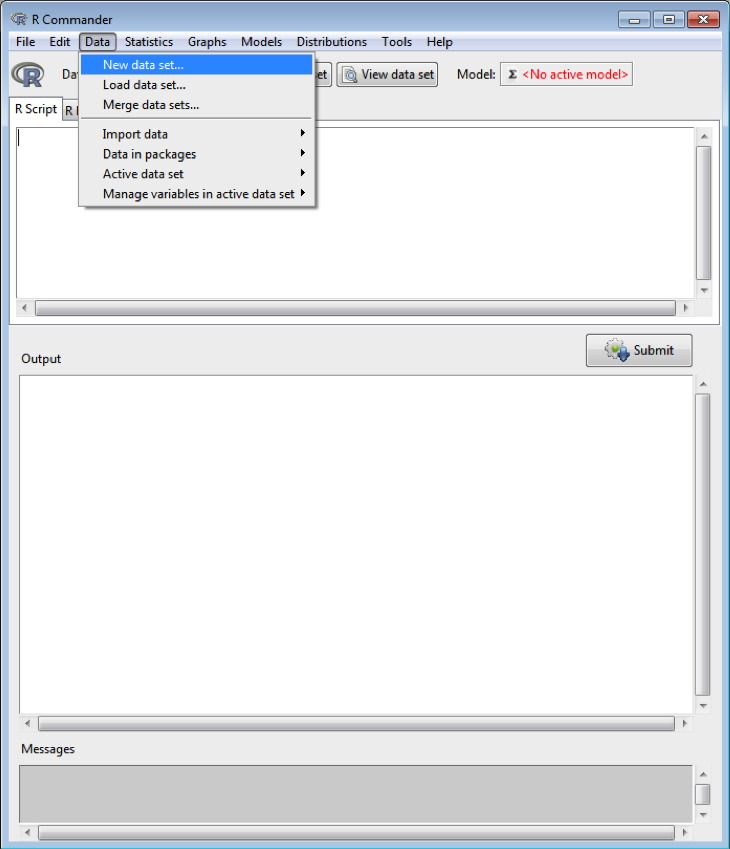 R Commander
File Edit Data Statistics Graphs Models Distributions Tools Help
R Da et View data set Model: Σ <No active model>
New data set...
Load data set...
Merge data sets...
Import data
Data in packages
Active data set
Manage variables in active data set
R Script R
Submit
Output
Messages